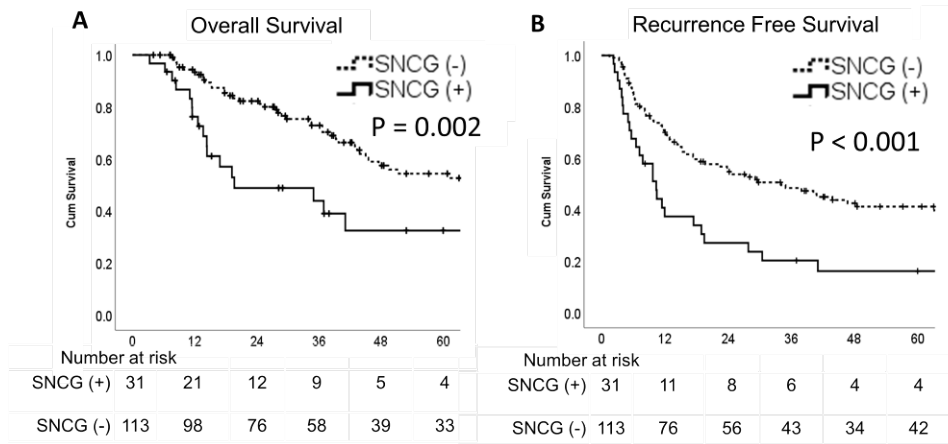 A
Overall Survival
SNCG (-)
SNCG (+)
P = 0.002
Cum Survival
1.0
0.8
0.6
0.4
0.2
0.0
0 12 24 36 48 60
Number at risk
SNCG (+) 31 21 12 9 5 4
SNCG (-) 113 98 76 58 39 33
B
Recurrence Free Survival
SNCG (-)
SNCG (+)
P < 0.001
Cum Survival
1.0
0.8
0.6
0.4
0.2
0.0
0 12 24 36 48 60
Number at risk
SNCG (+) 31 11 8 6 4 4
SNCG (-) 113 76 56 43 34 42